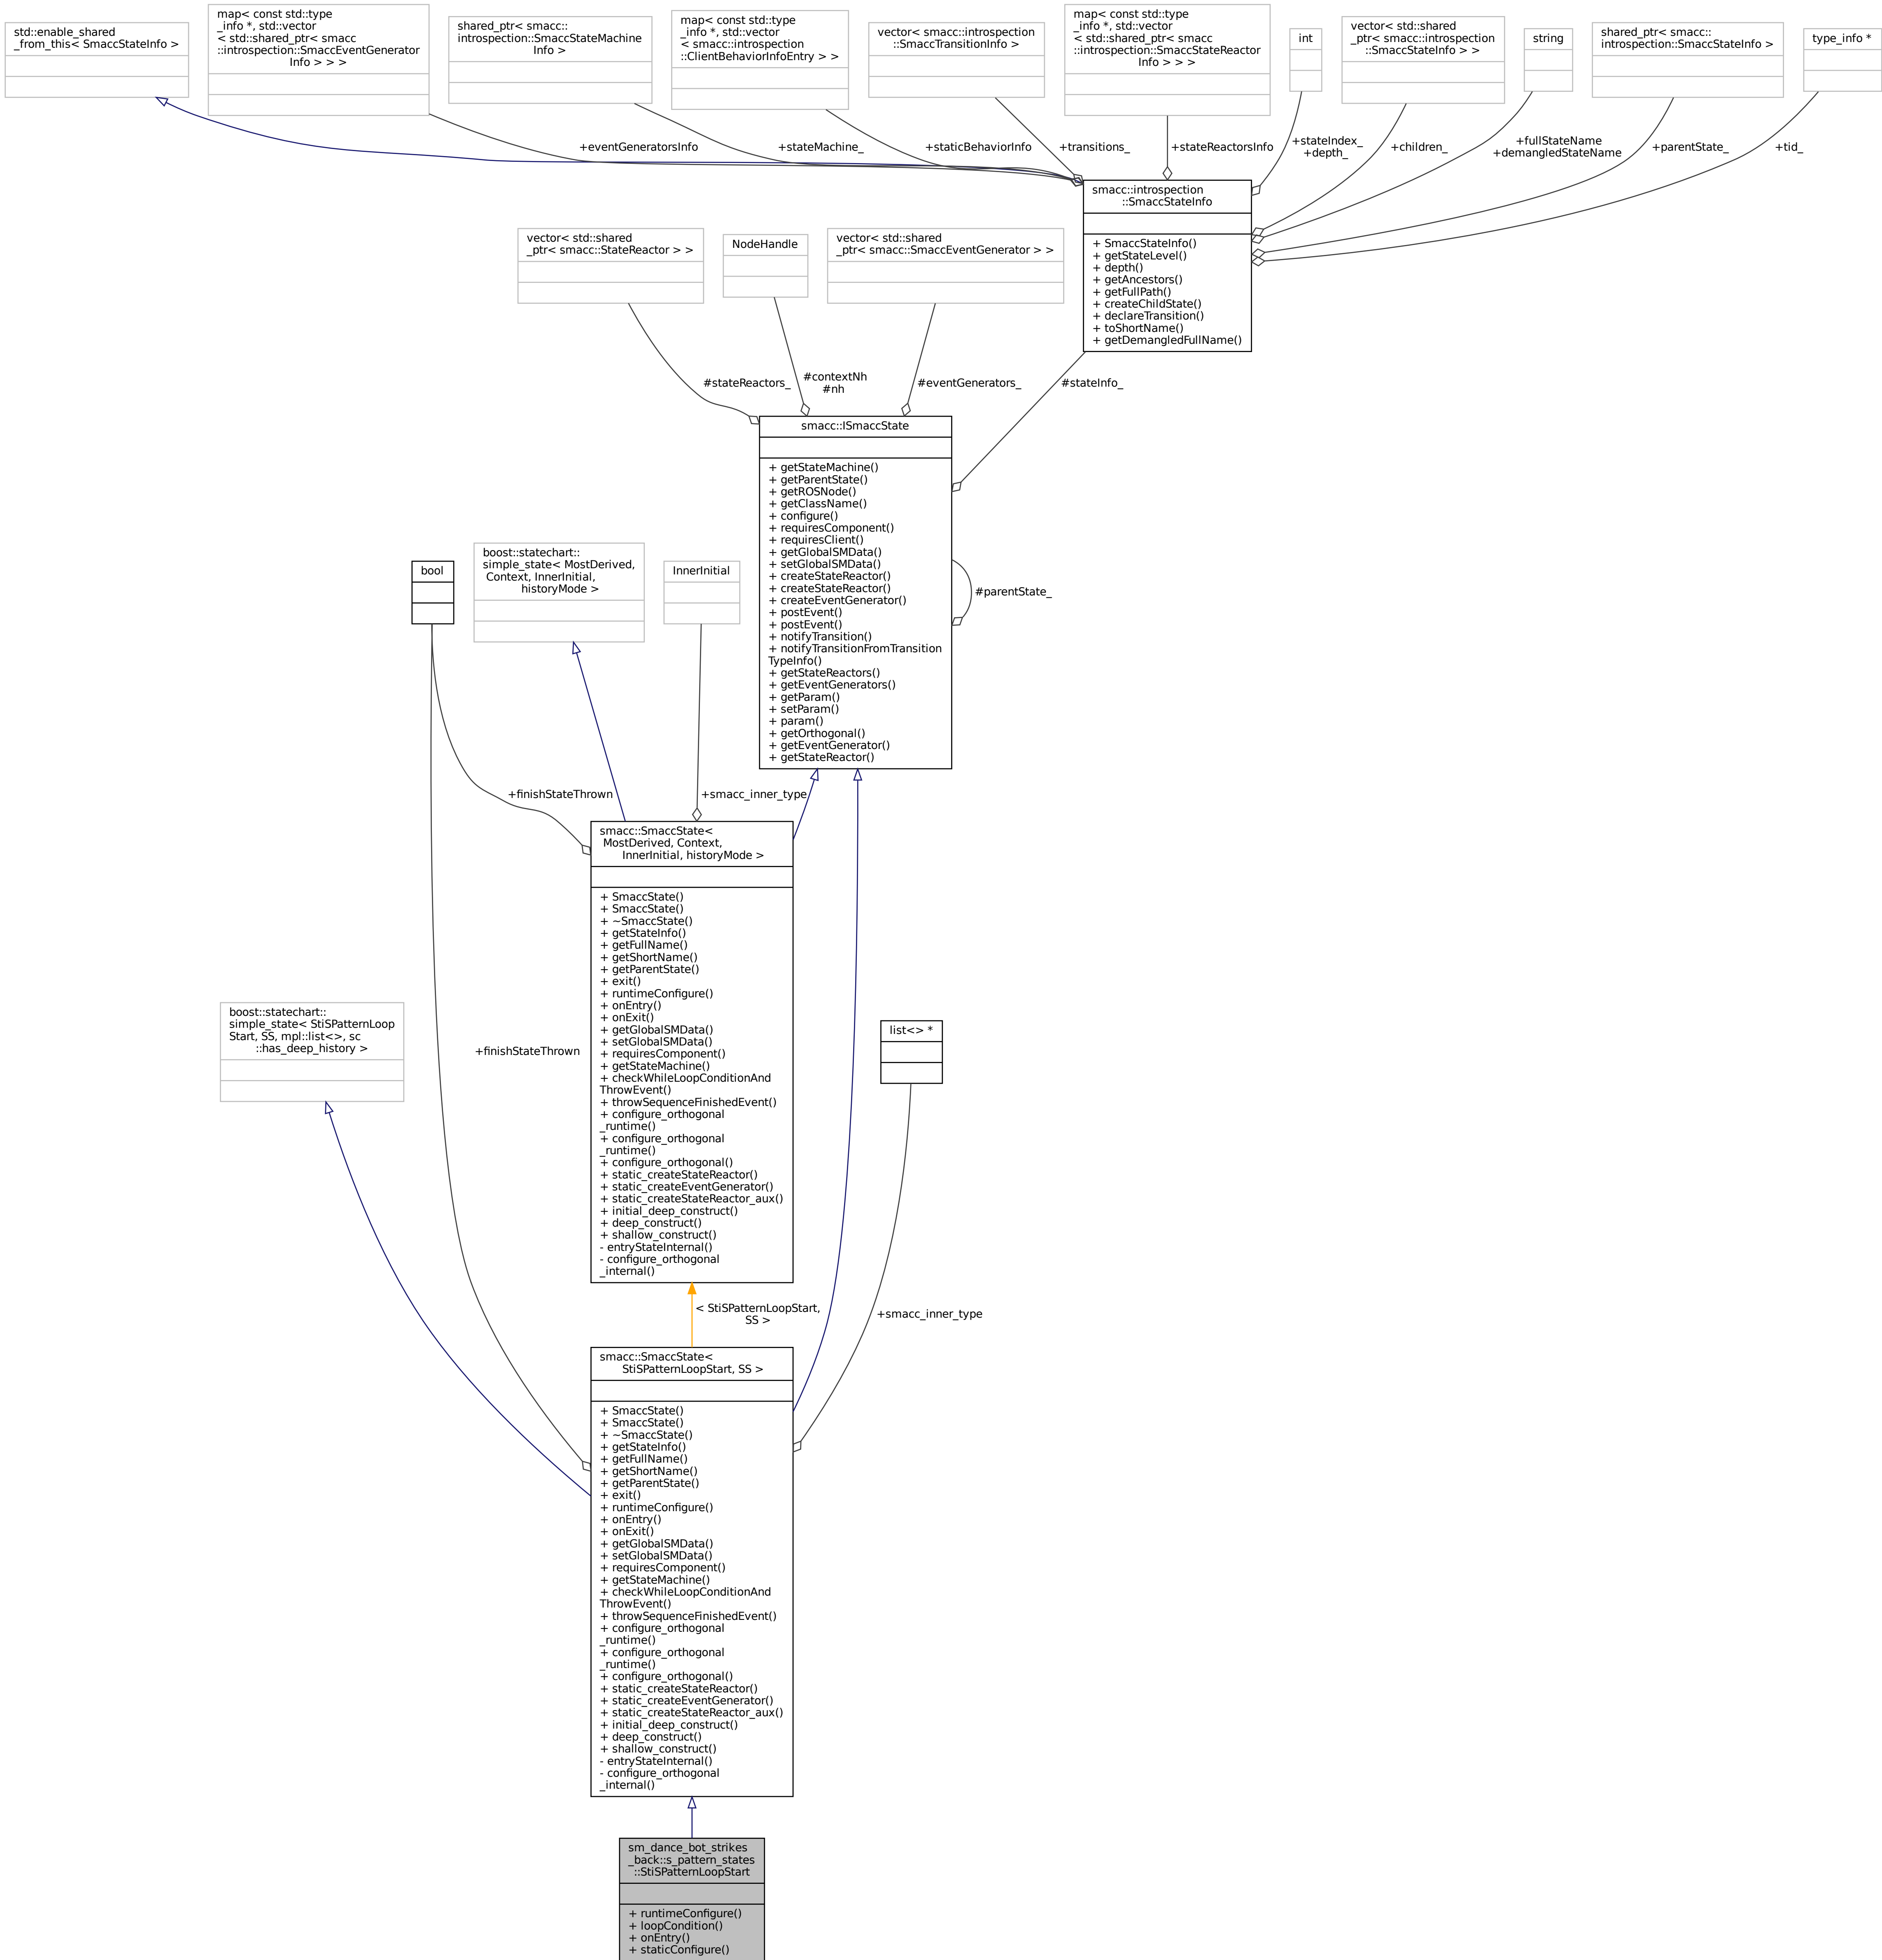 std::enable_shared
_from_this< SmaccStateInfo >
map< const std::type
_info *, std::vector
< std::shared_ptr< smacc
::introspection::SmaccEventGenerator
Info > > >
shared_ptr< smacc::
introspection::SmaccStateMachine
Info >
map< const std::type
_info *, std::vector
< smacc::introspection
::ClientBehaviorInfoEntry > >
vector< smacc::introspection
::SmaccTransitionInfo >
map< const std::type
_info *, std::vector
< std::shared_ptr< smacc
::introspection::SmaccStateReactor
Info > > >
int
vector< std::shared
_ptr< smacc::introspection
::SmaccStateInfo > >
string
shared_ptr< smacc::
introspection::SmaccStateInfo >
type_info *
+eventGeneratorsInfo
+stateMachine_
+staticBehaviorInfo
+transitions_
+stateReactorsInfo
+stateIndex_
+depth_
+children_
+fullStateName
+demangledStateName
+parentState_
+tid_
smacc::introspection
::SmaccStateInfo
+ SmaccStateInfo()
+ getStateLevel()
+ depth()
+ getAncestors()
+ getFullPath()
+ createChildState()
+ declareTransition()
+ toShortName()
+ getDemangledFullName()
vector< std::shared
_ptr< smacc::StateReactor > >
NodeHandle
vector< std::shared
_ptr< smacc::SmaccEventGenerator > >
#stateReactors_
#contextNh
#nh
#eventGenerators_
#stateInfo_
smacc::ISmaccState
+ getStateMachine()
+ getParentState()
+ getROSNode()
+ getClassName()
+ configure()
+ requiresComponent()
+ requiresClient()
+ getGlobalSMData()
+ setGlobalSMData()
+ createStateReactor()
+ createStateReactor()
+ createEventGenerator()
+ postEvent()
+ postEvent()
+ notifyTransition()
+ notifyTransitionFromTransition
TypeInfo()
+ getStateReactors()
+ getEventGenerators()
+ getParam()
+ setParam()
+ param()
+ getOrthogonal()
+ getEventGenerator()
+ getStateReactor()
#parentState_
bool
boost::statechart::
simple_state< MostDerived,
Context, InnerInitial,
historyMode >
InnerInitial
+finishStateThrown
+smacc_inner_type
smacc::SmaccState<
MostDerived, Context,
InnerInitial, historyMode >
+ SmaccState()
+ SmaccState()
+ ~SmaccState()
+ getStateInfo()
+ getFullName()
+ getShortName()
+ getParentState()
+ exit()
+ runtimeConfigure()
+ onEntry()
+ onExit()
+ getGlobalSMData()
+ setGlobalSMData()
+ requiresComponent()
+ getStateMachine()
+ checkWhileLoopConditionAnd
ThrowEvent()
+ throwSequenceFinishedEvent()
+ configure_orthogonal
_runtime()
+ configure_orthogonal
_runtime()
+ configure_orthogonal()
+ static_createStateReactor()
+ static_createEventGenerator()
+ static_createStateReactor_aux()
+ initial_deep_construct()
+ deep_construct()
+ shallow_construct()
- entryStateInternal()
- configure_orthogonal
_internal()
boost::statechart::
simple_state< StiSPatternLoop
Start, SS, mpl::list<>, sc
::has_deep_history >
+finishStateThrown
list<> *
< StiSPatternLoopStart,
SS >
+smacc_inner_type
smacc::SmaccState<
StiSPatternLoopStart, SS >
+ SmaccState()
+ SmaccState()
+ ~SmaccState()
+ getStateInfo()
+ getFullName()
+ getShortName()
+ getParentState()
+ exit()
+ runtimeConfigure()
+ onEntry()
+ onExit()
+ getGlobalSMData()
+ setGlobalSMData()
+ requiresComponent()
+ getStateMachine()
+ checkWhileLoopConditionAnd
ThrowEvent()
+ throwSequenceFinishedEvent()
+ configure_orthogonal
_runtime()
+ configure_orthogonal
_runtime()
+ configure_orthogonal()
+ static_createStateReactor()
+ static_createEventGenerator()
+ static_createStateReactor_aux()
+ initial_deep_construct()
+ deep_construct()
+ shallow_construct()
- entryStateInternal()
- configure_orthogonal
_internal()
sm_dance_bot_strikes
_back::s_pattern_states
::StiSPatternLoopStart
+ runtimeConfigure()
+ loopCondition()
+ onEntry()
+ staticConfigure()